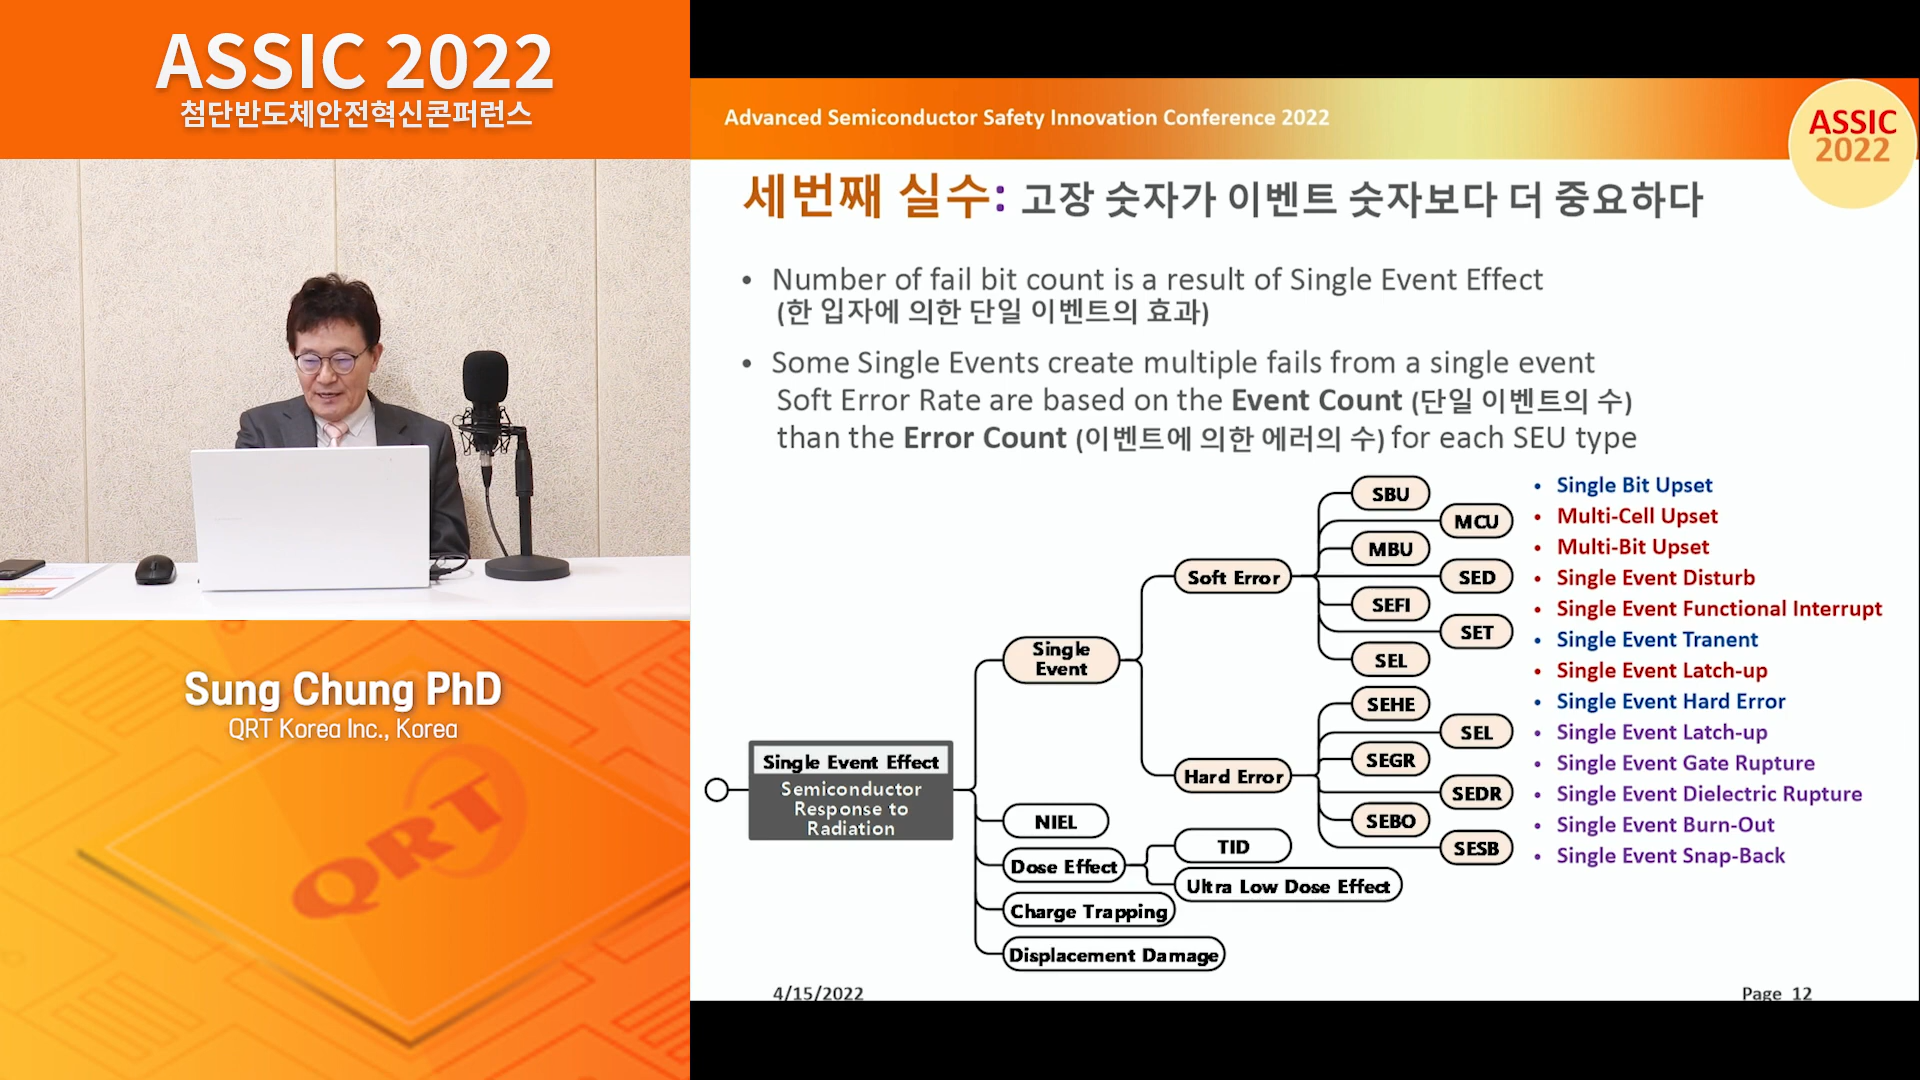 ASSIC 2022
첨단반도체안전혁신콘퍼런스
Sung Chung PhD
QRT Korea Inc., Korea
QRT
Advanced Semiconductor Safety Innovation Conference 2022
ASSIC
2022
세번째 실수: 고장 숫자가 이벤트 숫자보다 더 중요하다
• Number of fail bit count is a result of Single Event Effect
(한 입자에 의한 단일 이벤트의 효과)
• Some Single Events create multiple fails from a single event
Soft Error Rate are based on the Event Count (단일 이벤트의 수)
than the Error Count (이벤트에 의한 에러의 수) for each SEU type
Single Event Effect
Semiconductor
Response to
Radiation
Single
Event
Soft Error
SBU
MCU
MBU
SED
SEFI
SET
SEL
Hard Error
SEHE
SEL
SEGR
SEDR
SEBO
SESB
NIEL
Dose Effect
TID
Ultra Low Dose Effect
Charge Trapping
Displacement Damage
• Single Bit Upset
• Multi-Cell Upset
• Multi-Bit Upset
• Single Event Disturb
• Single Event Functional Interrupt
• Single Event Tranent
• Single Event Latch-up
• Single Event Hard Error
• Single Event Latch-up
• Single Event Gate Rupture
• Single Event Dielectric Rupture
• Single Event Burn-Out
• Single Event Snap-Back
4/15/2022
Page 12